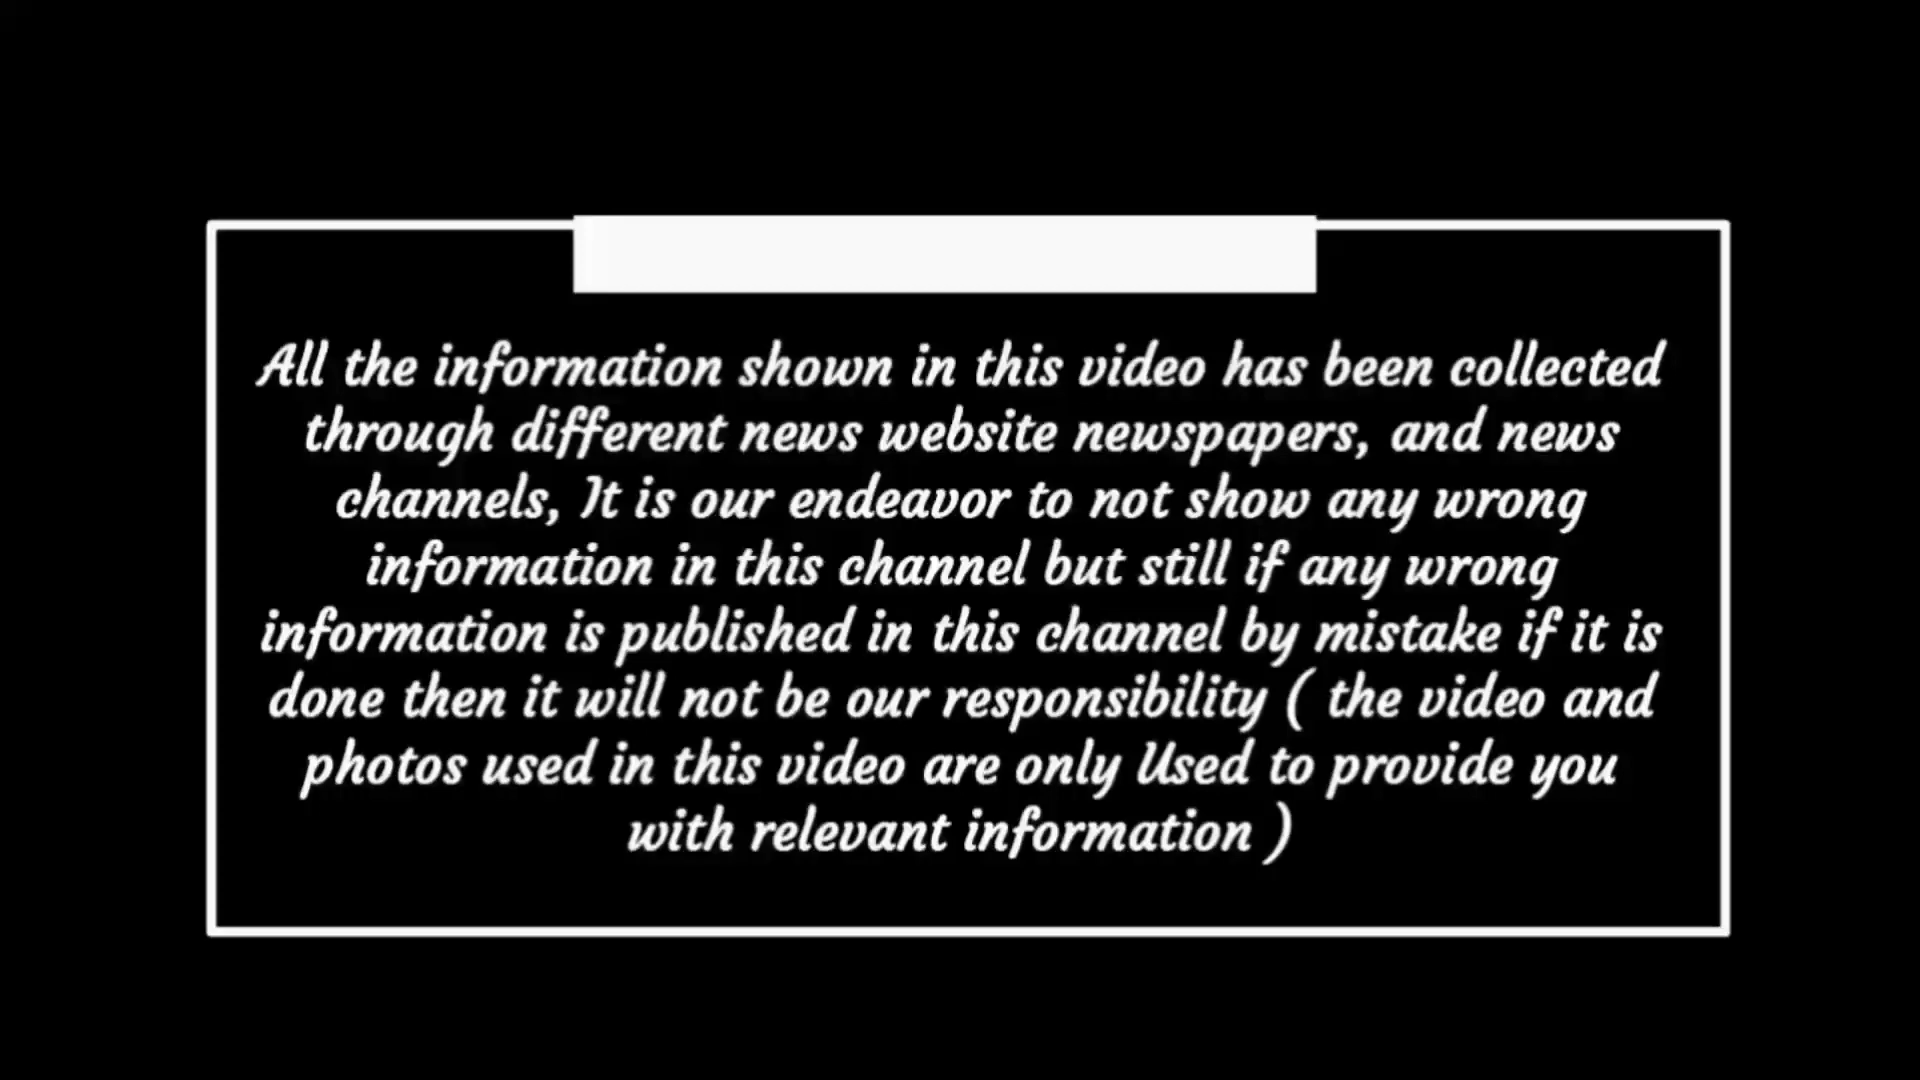 All the information shown in this video has been collected
through different news website newspapers, and news
channels, It is our endeavor to not show any wrong
information in this channel but still if any wrong
information is published in this channel by mistake if it is
done then it will not be our responsibility ( the video and
photos used in this video are only Used to provide you
with relevant information )